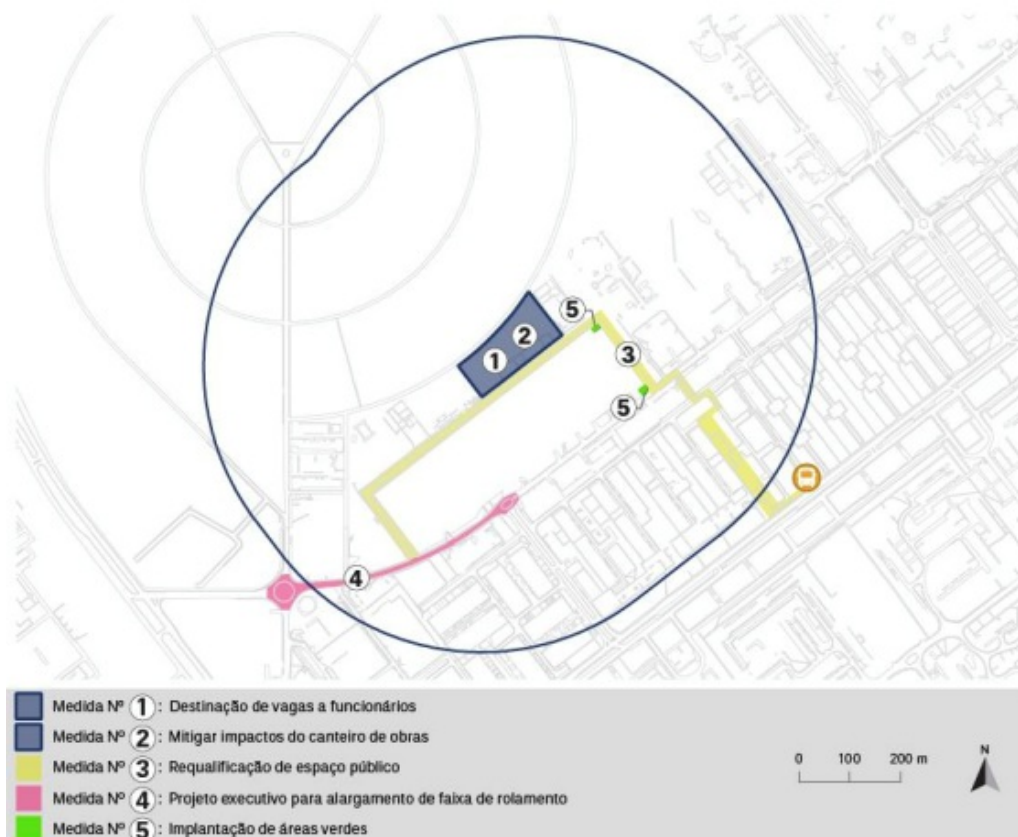 5
2
3
1
5
4
Medida Nº 1: Destinação de vagas a funcionários
Medida Nº 2: Mitigar impactos do canteiro de obras
Medida Nº 3: Requalificação de espaço público
Medida Nº 4: Projeto executivo para alargamento de faixa de rolamento
Medida Nº 5: Implantação de áreas verdes
0 100 200 m
N